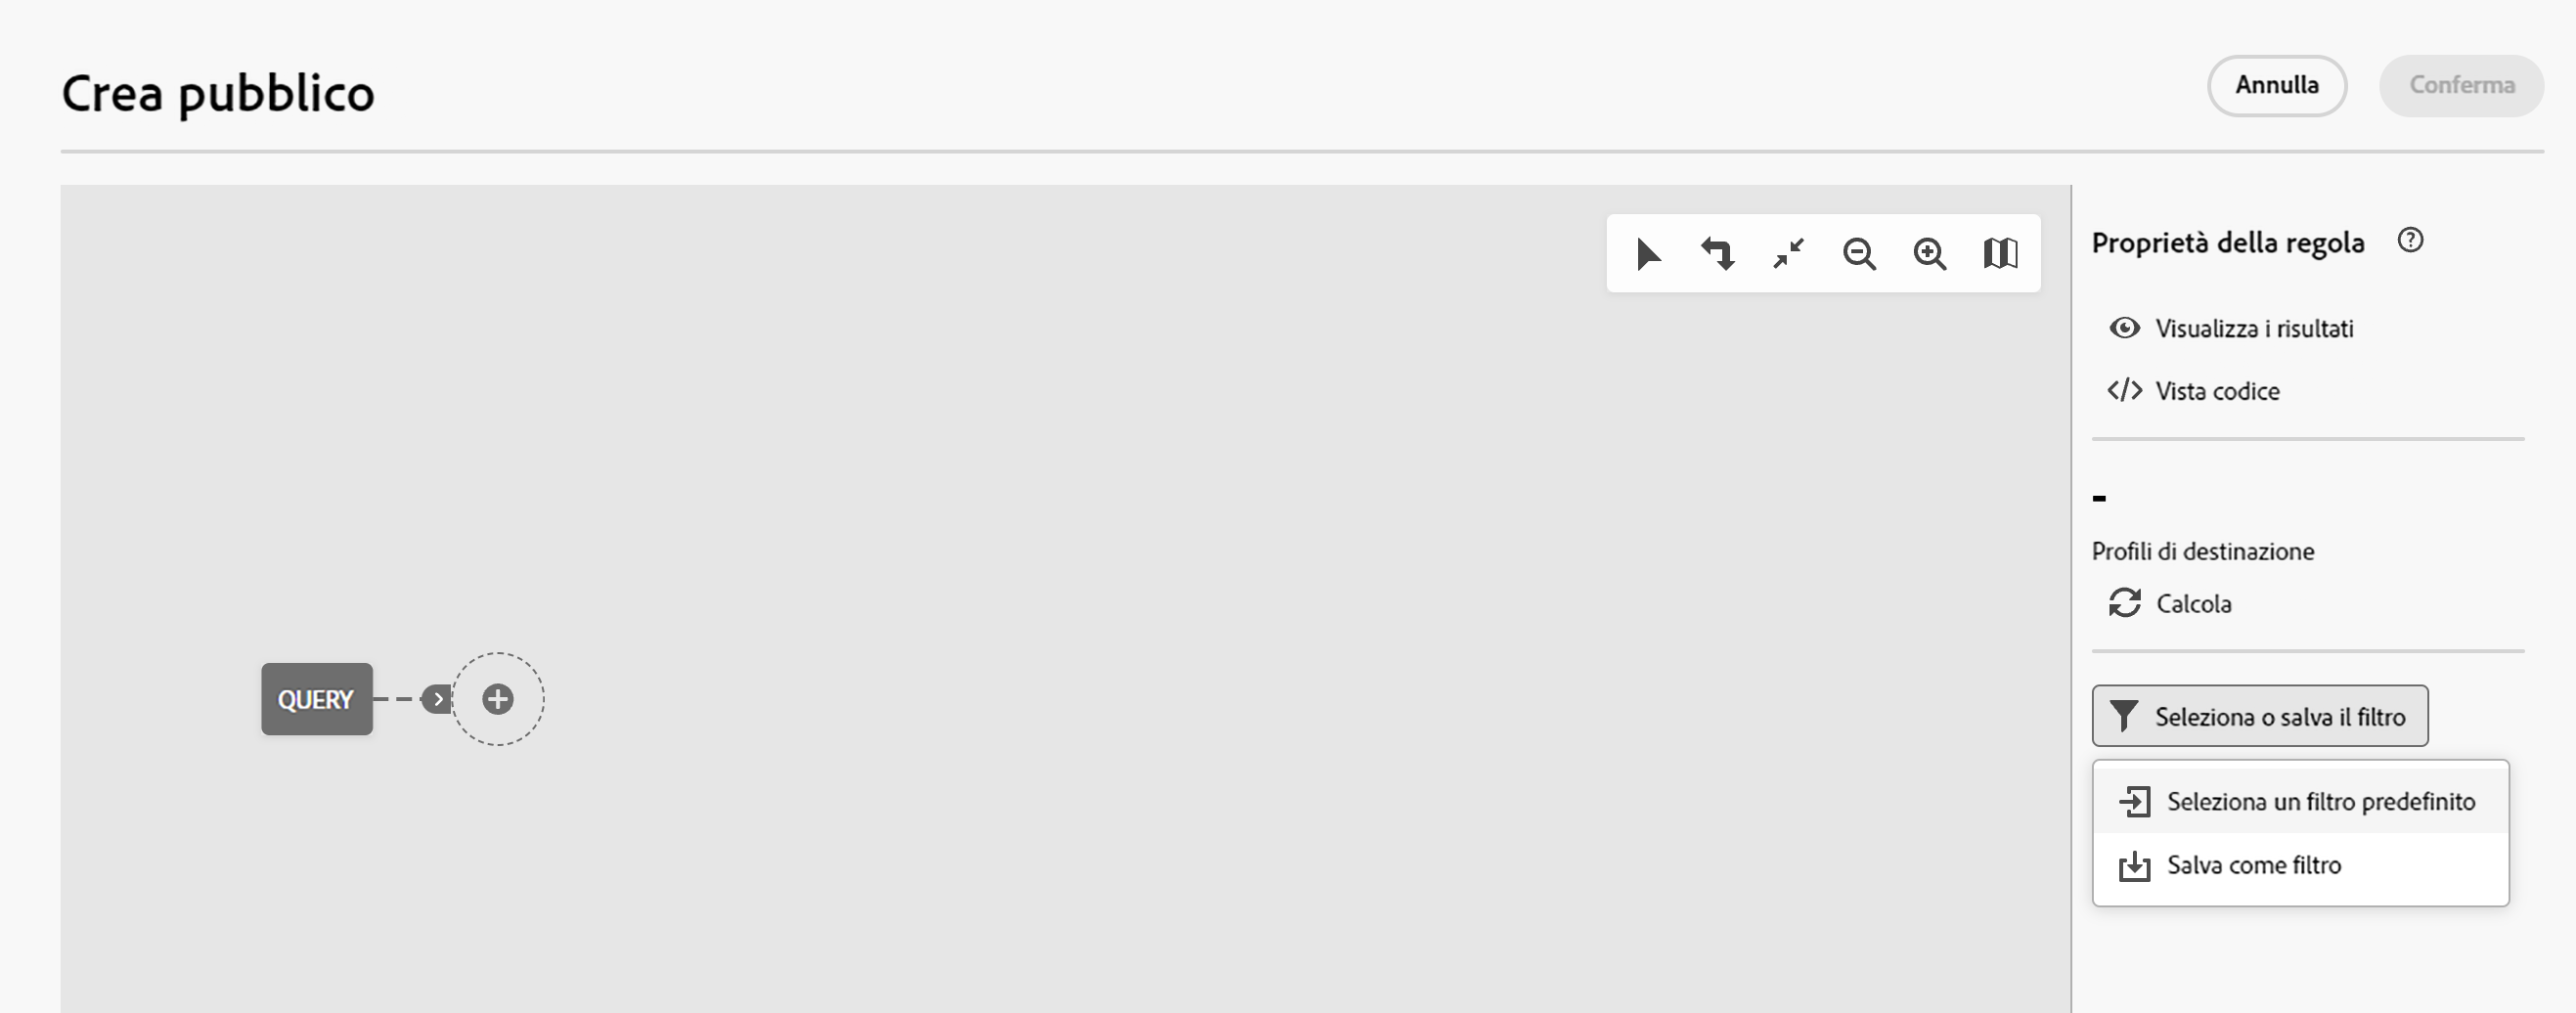 Crea pubblico
Annulla
Conferma
Proprietà della regola
Visualizza i risultati
Vista codice
-
Profili di destinazione
Calcola
QUERY
Seleziona o salva il filtro
Seleziona un filtro predefinito
Salva come filtro